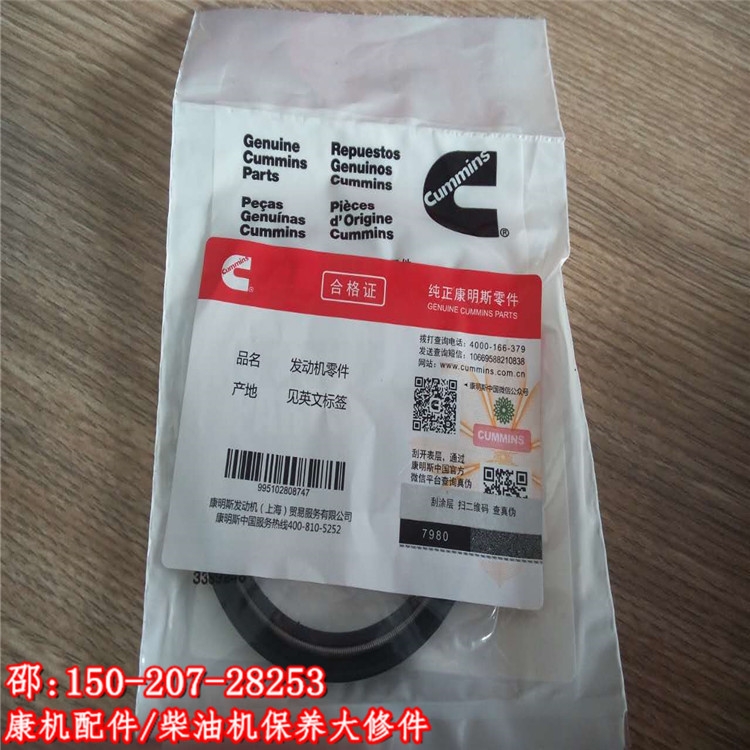 Genuine
Cummins
Parts
Repuestos
Genuinos
Cummins
Peças
Genuínas
Cummins
Pièces
d'Origine
Cummins
Cummins
®
Cummins
®
合格证
纯正康明斯零件
GENUINE CUMMINS PARTS
拨打查询电话：4000-166-379
发送查询短信：10669588210838
网站：www.cummins.com.cn
康明斯中国微信公众号
品名 发动机零件
产地 见英文标签
995102808747
康明斯发动机（上海）贸易服务有限公司
康明斯中国服务热线400-810-5252
CUMMINS
刮开表层，通过
康明斯中国官方
微信平台查询真伪
刮涂层 扫二维码 查真伪
7980
邵:150-207-28253
康机配件/柴油机保养大修件